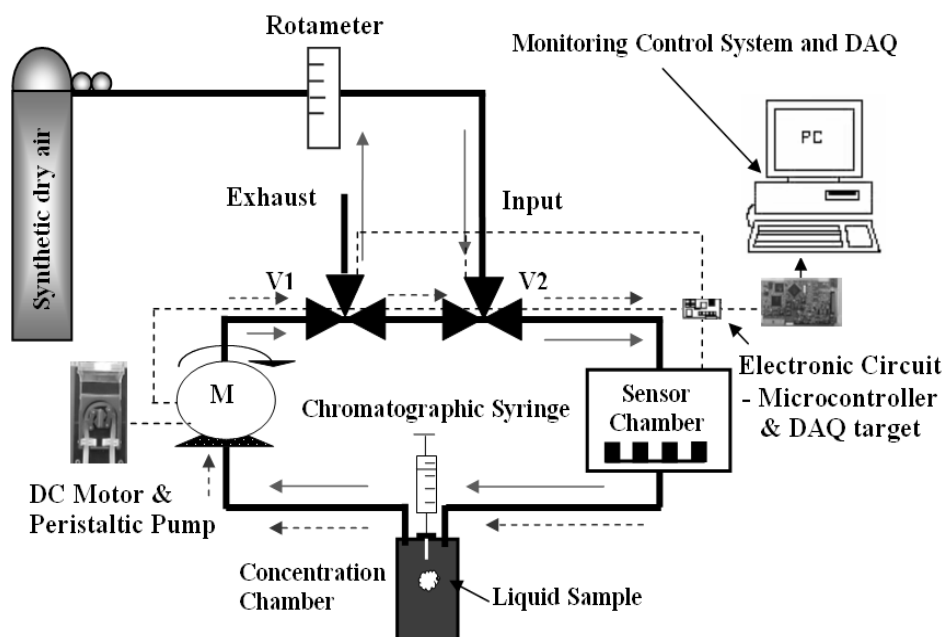 Rotameter
Monitoring Control System and DAQ
PC
Synthetic dry air
Exhaust
Input
V1
V2
M
Chromatographic Syringe
Sensor
Chamber
Electronic Circuit
- Microcontroller
& DAQ target
DC Motor &
Peristaltic Pump
Concentration
Chamber
Liquid Sample